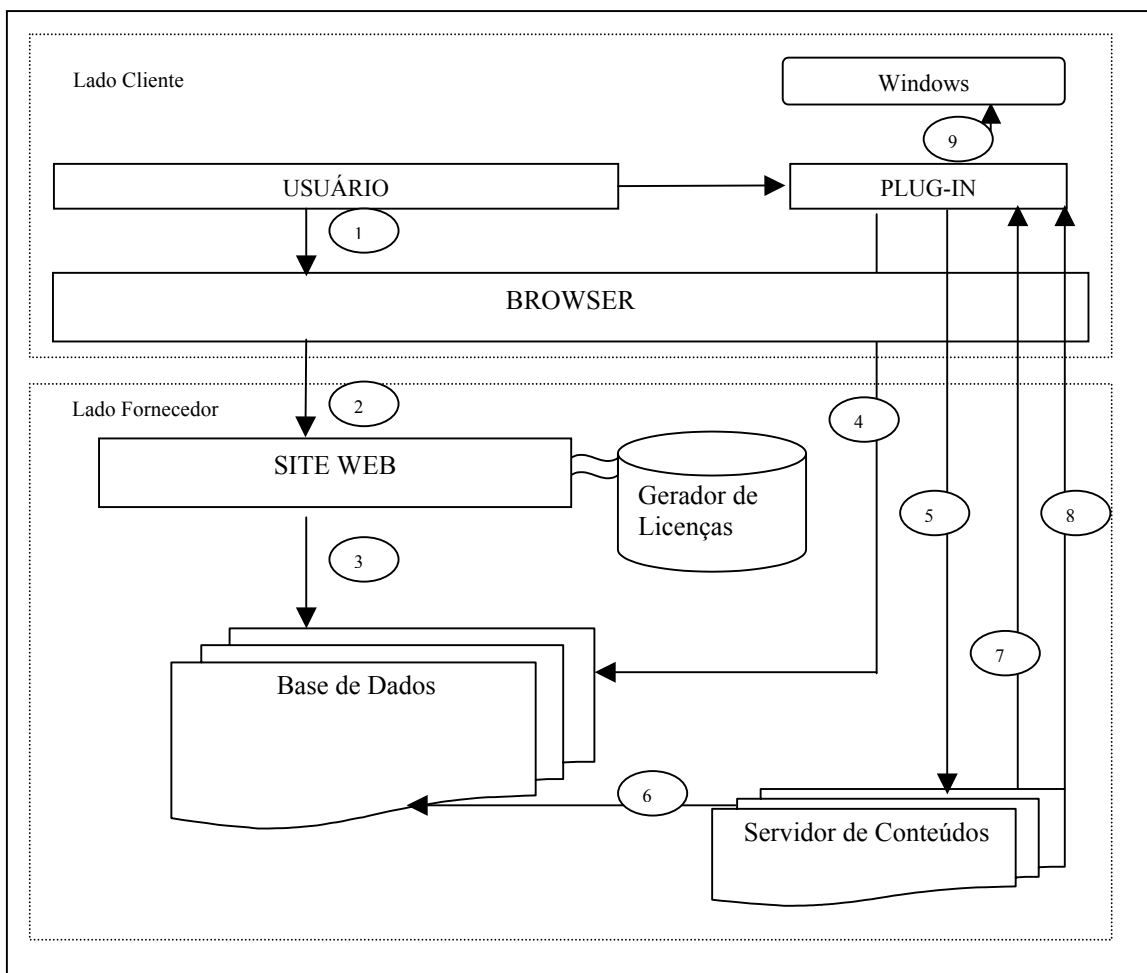 Lado Cliente
Windows
9
USUÁRIO
PLUG-IN
1
BROWSER
Lado Fornecedor
2
4
SITE WEB
Gerador de
Licenças
5
8
3
7
Base de Dados
6
Servidor de Conteúdos